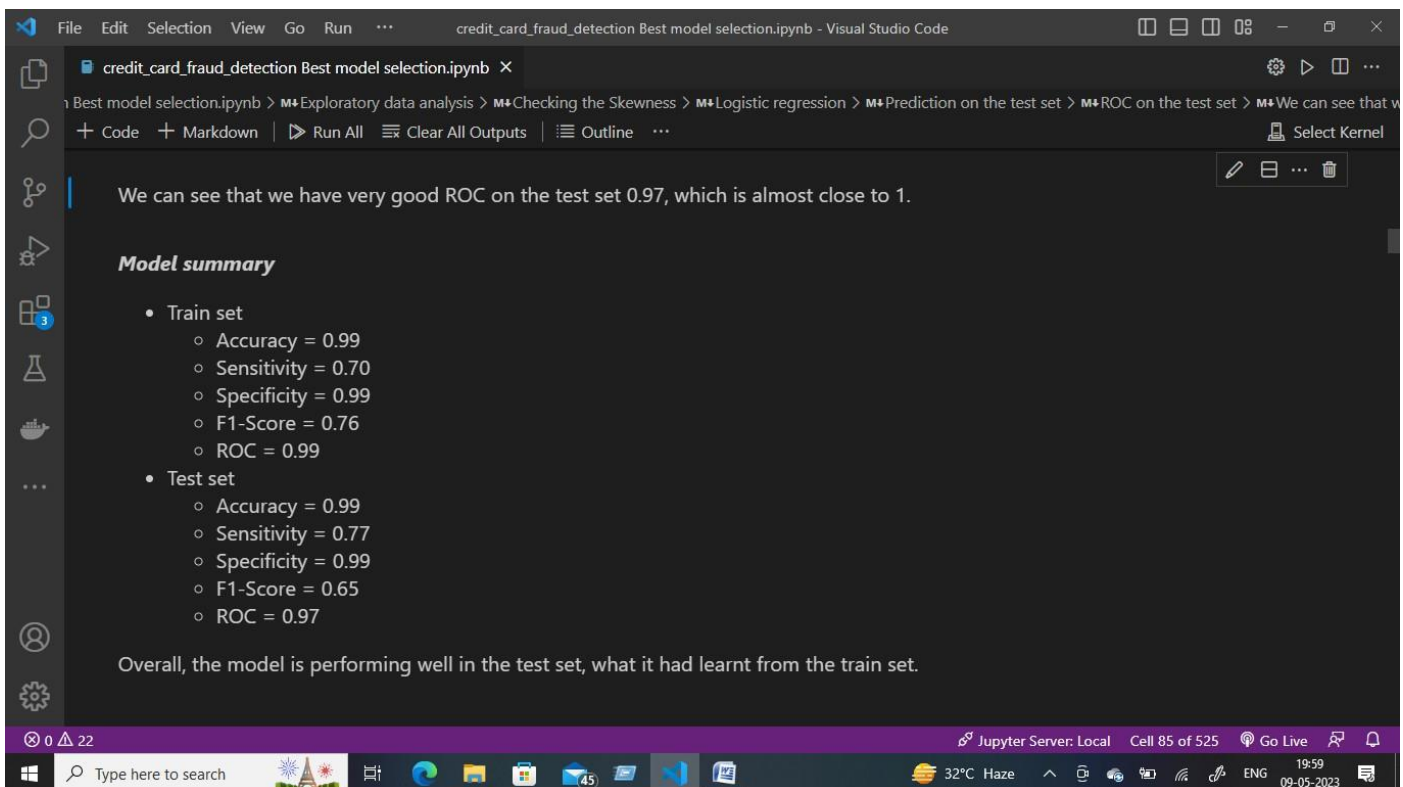 File Edit Selection View Go Run ··· credit_card_fraud_detection Best model selection.ipynb - Visual Studio Code
credit_card_fraud_detection Best model selection.ipynb
Best model selection.ipynb > M↓Exploratory data analysis > M↓Checking the Skewness > M↓Logistic regression > M↓Prediction on the test set > M↓ROC on the test set > M↓We can see that w
+ Code + Markdown | Run All Clear All Outputs | Outline ··· Select Kernel
We can see that we have very good ROC on the test set 0.97, which is almost close to 1.
Model summary
• Train set
◦ Accuracy = 0.99
◦ Sensitivity = 0.70
◦ Specificity = 0.99
◦ F1-Score = 0.76
◦ ROC = 0.99
• Test set
◦ Accuracy = 0.99
◦ Sensitivity = 0.77
◦ Specificity = 0.99
◦ F1-Score = 0.65
◦ ROC = 0.97
Overall, the model is performing well in the test set, what it had learnt from the train set.
3
0 22 Jupyter Server: Local Cell 85 of 525 Go Live
Type here to search 45 32°C Haze ENG 19:59
09-05-2023